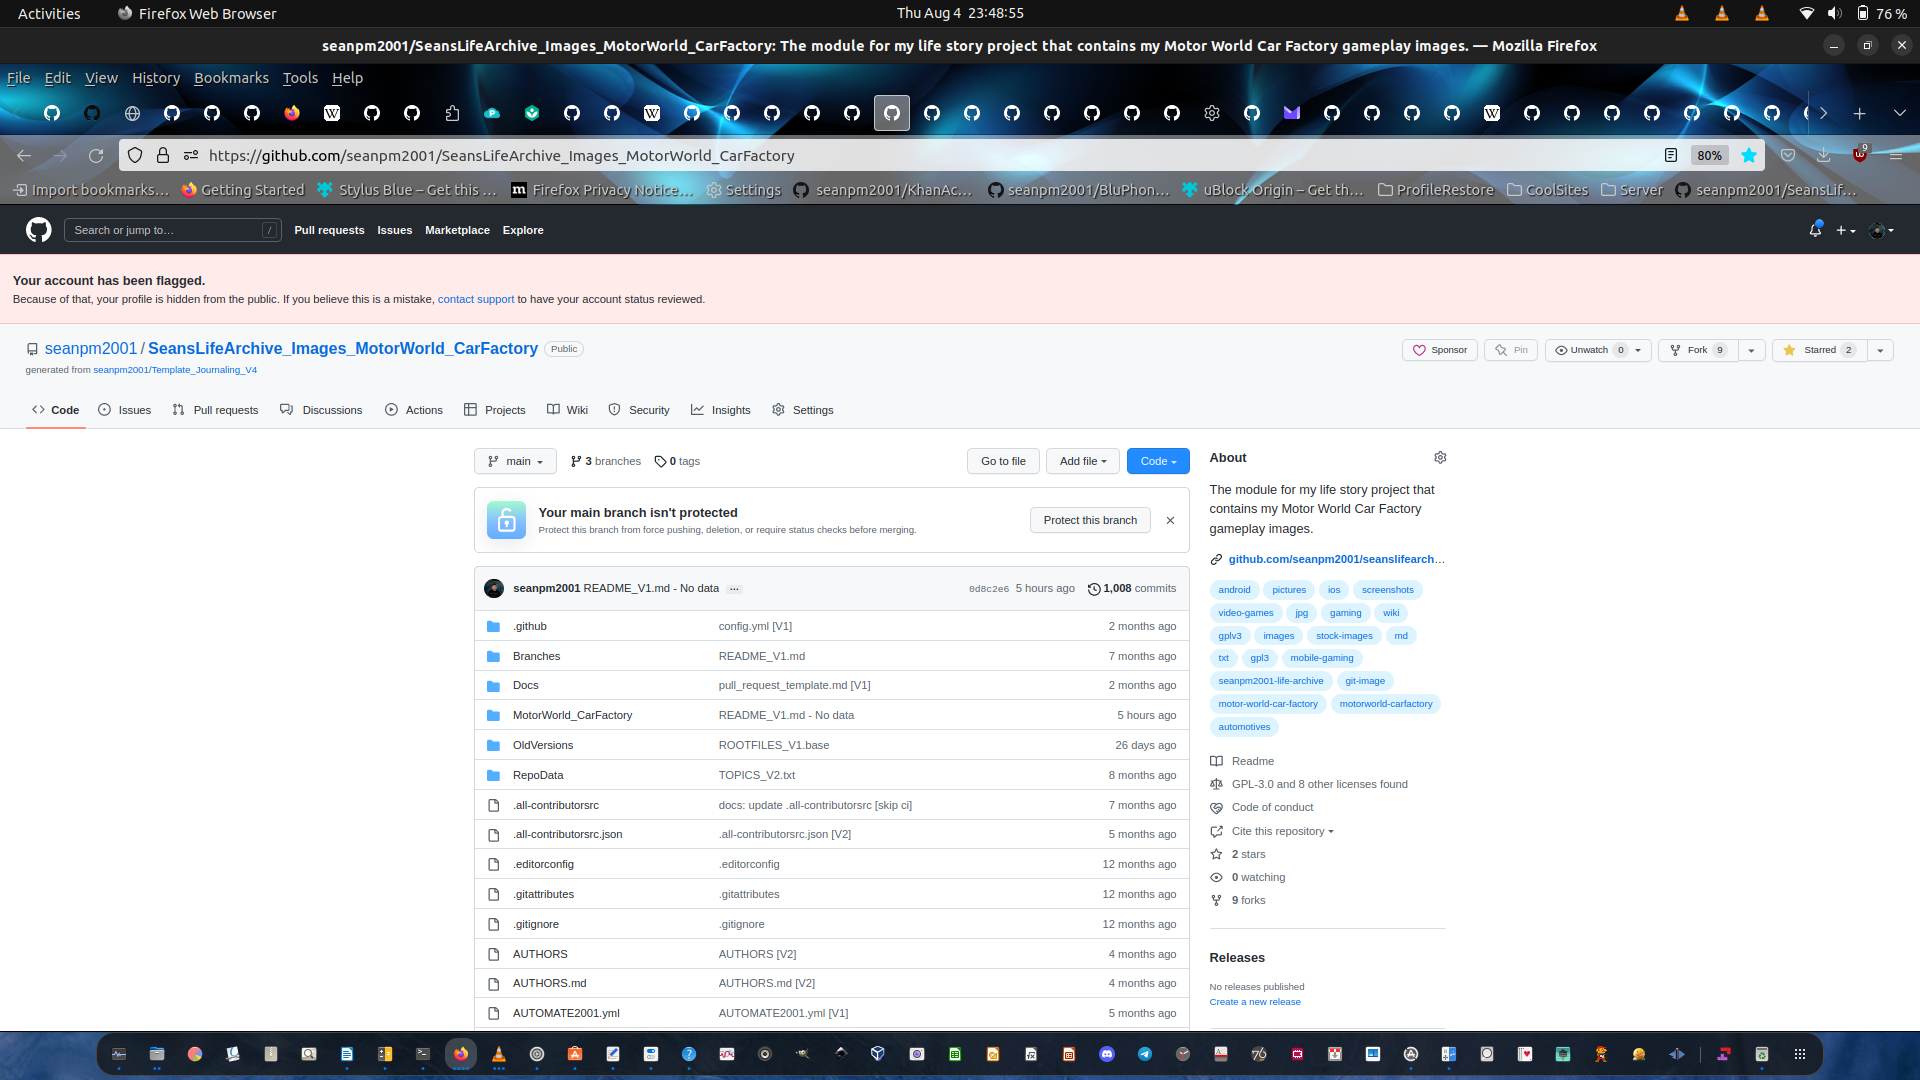 Activities Firefox Web Browser Thu Aug 4 23:48:55 76 %
seanpm2001/SeansLifeArchive_Images_MotorWorld_CarFactory: The module for my life story project that contains my Motor World Car Factory gameplay images. — Mozilla Firefox
File Edit View History Bookmarks Tools Help
https://github.com/seanpm2001/SeansLifeArchive_Images_MotorWorld_CarFactory 80% 9
Import bookmarks… Getting Started Stylus Blue – Get this … Firefox Privacy Notice… Settings seanpm2001/KhanAc… seanpm2001/BluPhon… uBlock Origin – Get th… ProfileRestore CoolSites Server seanpm2001/SeansLif…
Search or jump to… / Pull requests Issues Marketplace Explore
Your account has been flagged.
Because of that, your profile is hidden from the public. If you believe this is a mistake, contact support to have your account status reviewed.
seanpm2001 / SeansLifeArchive_Images_MotorWorld_CarFactory Public
Sponsor Pin Unwatch 0 Fork 9 Starred 2
generated from seanpm2001/Template_Journaling_V4
Code Issues Pull requests Discussions Actions Projects Wiki Security Insights Settings
main 3 branches 0 tags Go to file Add file Code
Your main branch isn't protected
Protect this branch from force pushing, deletion, or require status checks before merging.
Protect this branch
seanpm2001 README_V1.md - No data ... 0d8c2e6 5 hours ago 1,008 commits
.github config.yml [V1] 2 months ago
Branches README_V1.md 7 months ago
Docs pull_request_template.md [V1] 2 months ago
MotorWorld_CarFactory README_V1.md - No data 5 hours ago
OldVersions ROOTFILES_V1.base 26 days ago
RepoData TOPICS_V2.txt 8 months ago
.all-contributorsrc docs: update .all-contributorsrc [skip ci] 7 months ago
.all-contributorsrc.json .all-contributorsrc.json [V2] 5 months ago
.editorconfig .editorconfig 12 months ago
.gitattributes .gitattributes 12 months ago
.gitignore .gitignore 12 months ago
AUTHORS AUTHORS [V2] 4 months ago
AUTHORS.md AUTHORS.md [V2] 4 months ago
AUTOMATE2001.yml AUTOMATE2001.yml [V1] 5 months ago
About
The module for my life story project that
contains my Motor World Car Factory
gameplay images.
github.com/seanpm2001/seanslifearch…
android pictures ios screenshots
video-games jpg gaming wiki
gplv3 images stock-images md
txt gpl3 mobile-gaming
seanpm2001-life-archive git-image
motor-world-car-factory motorworld-carfactory
automotives
Readme
GPL-3.0 and 8 other licenses found
Code of conduct
Cite this repository
2 stars
0 watching
9 forks
Releases
No releases published
Create a new release